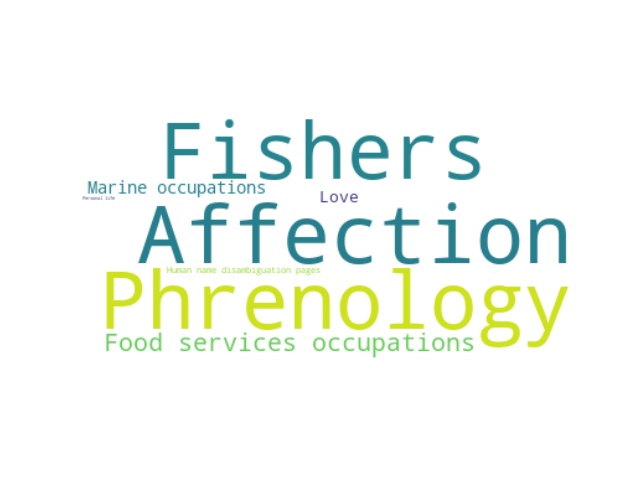 Fishers
Marine occupations
Love
Personal life
Affection
Human name disambiguation pages
Phrenology
Food services occupations